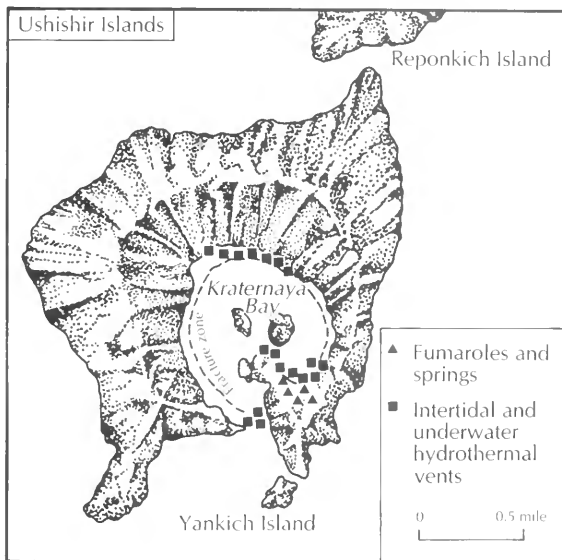 Ushishir Islands
Reponkich Island
Kraternaya
Bay
fracture zone
Fumaroles and
springs
Intertidal and
underwater
hydrothermal
vents
0 0.5 mile
Yankich Island